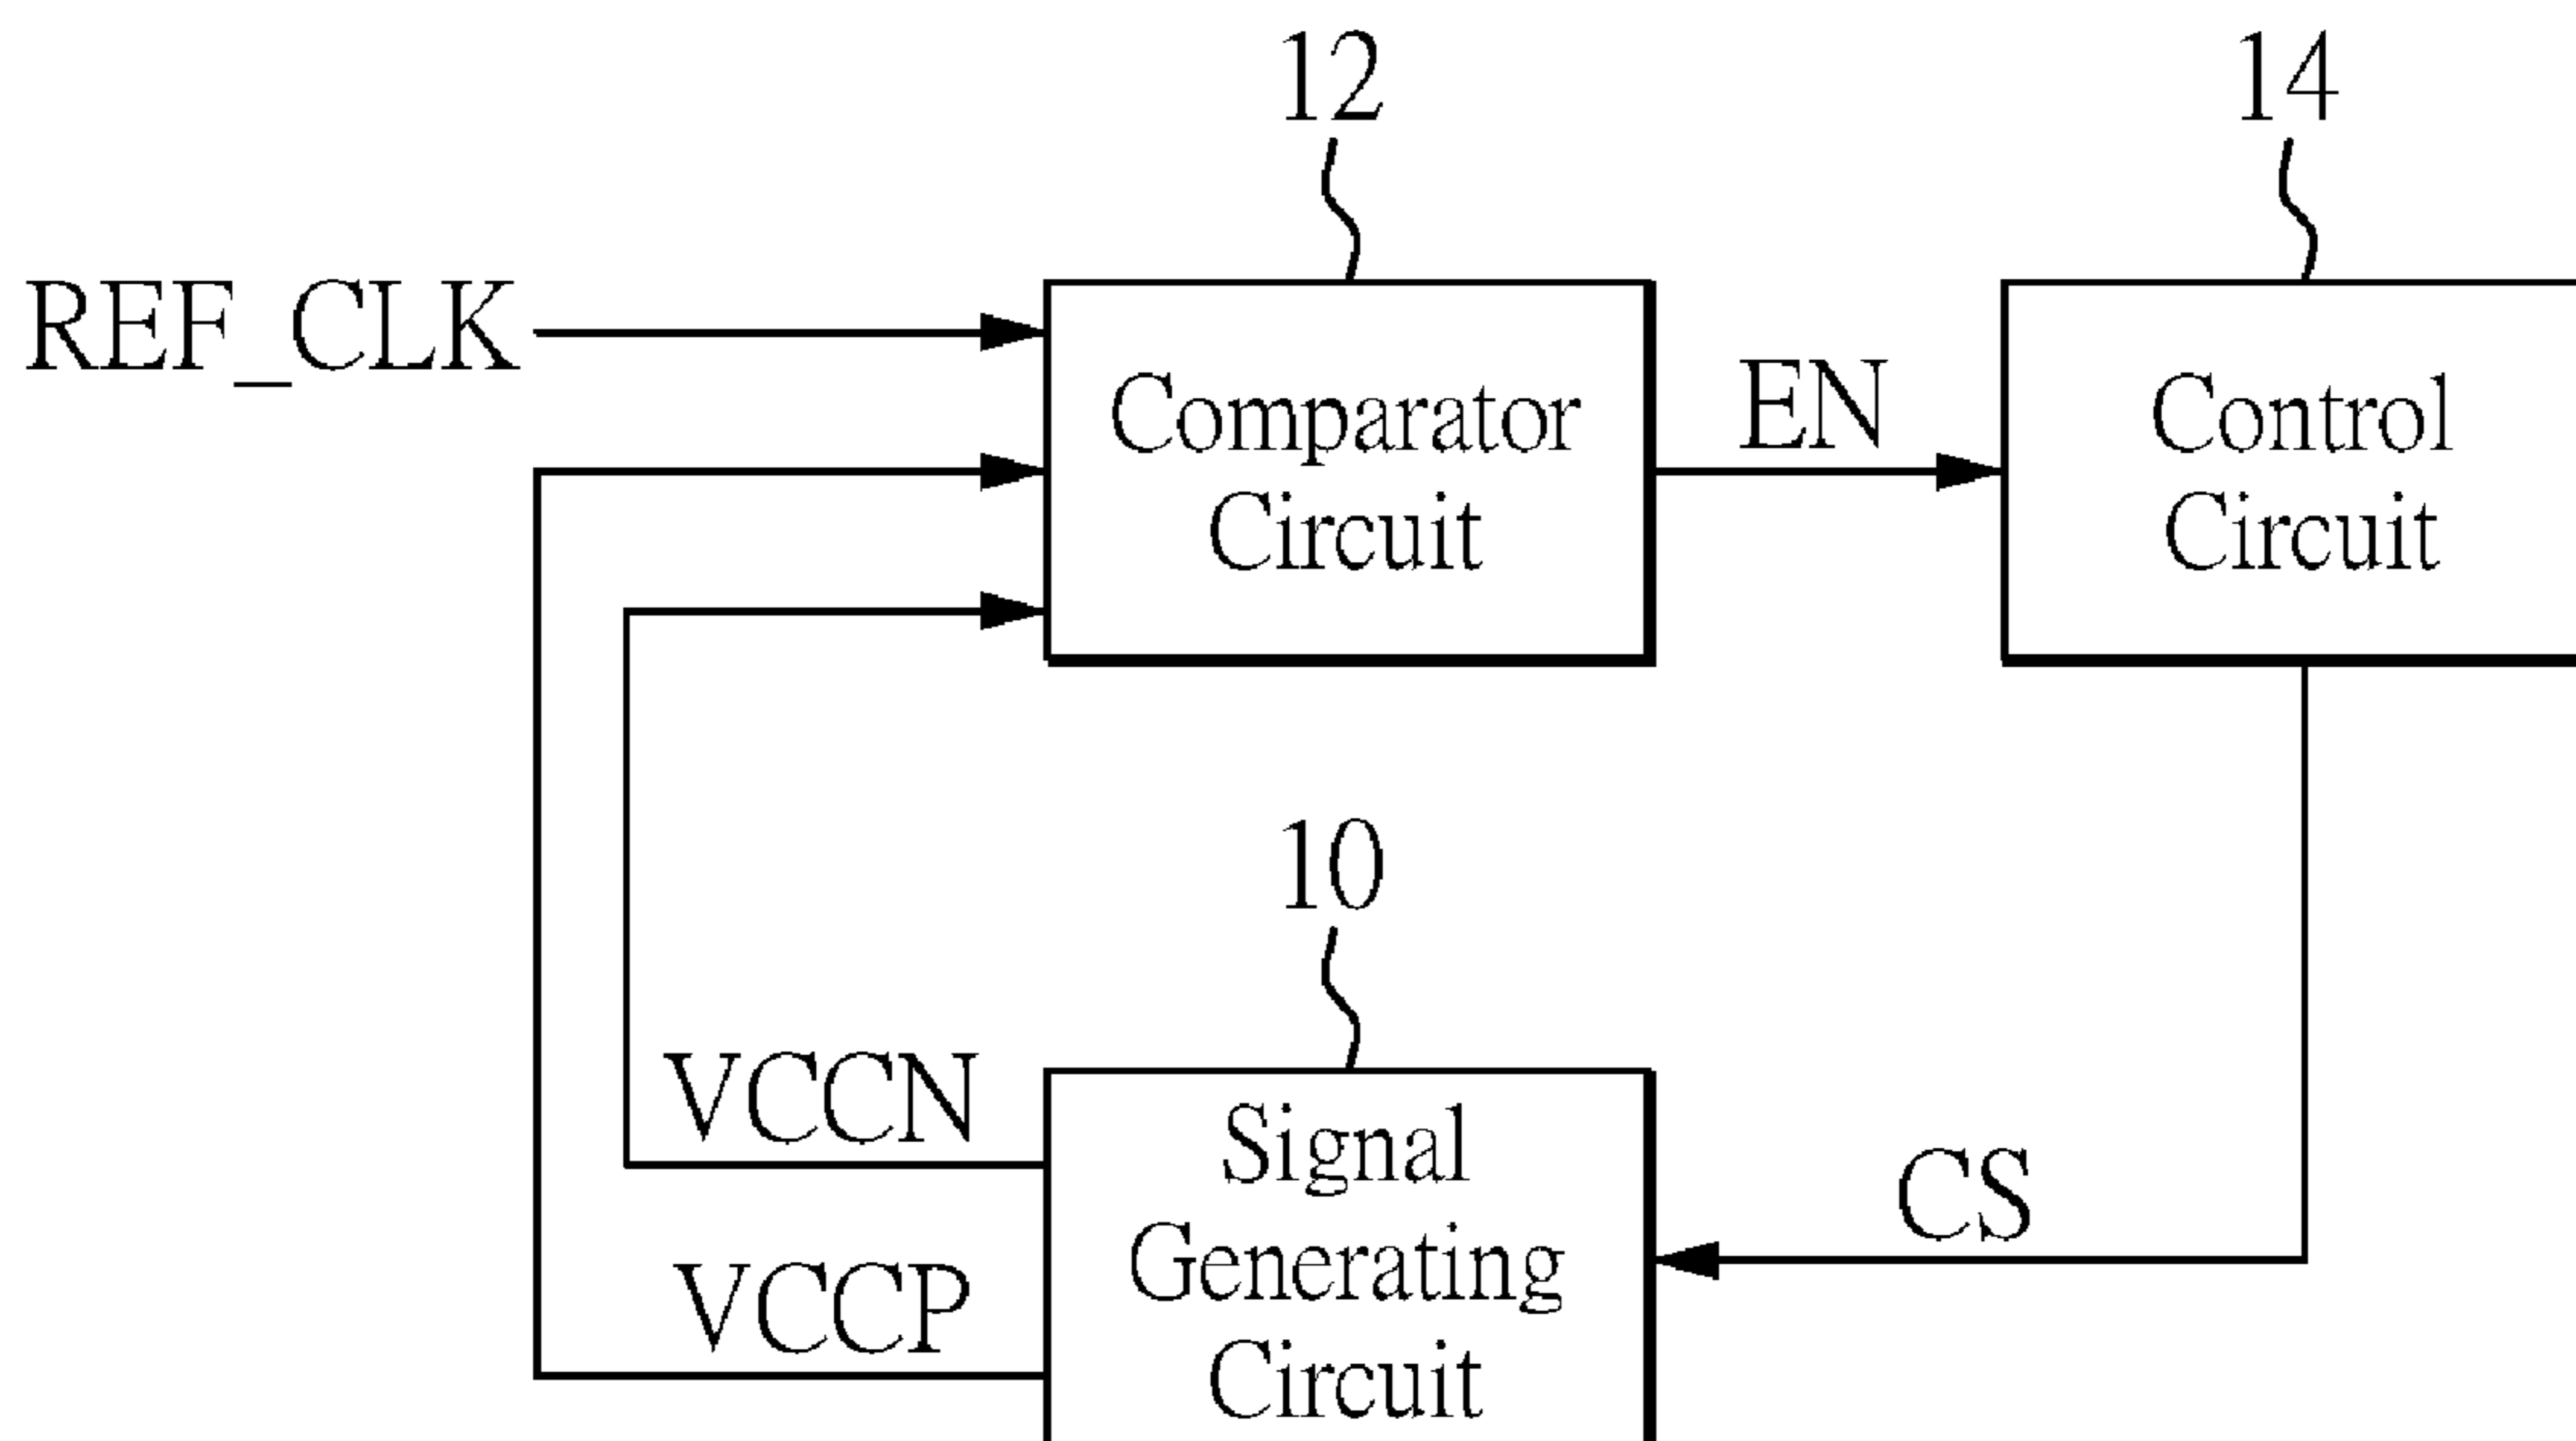 12
14
REF_CLK
Comparator
Circuit
EN
Control
Circuit
10
VCCN
VCCP
Signal
Generating
Circuit
CS